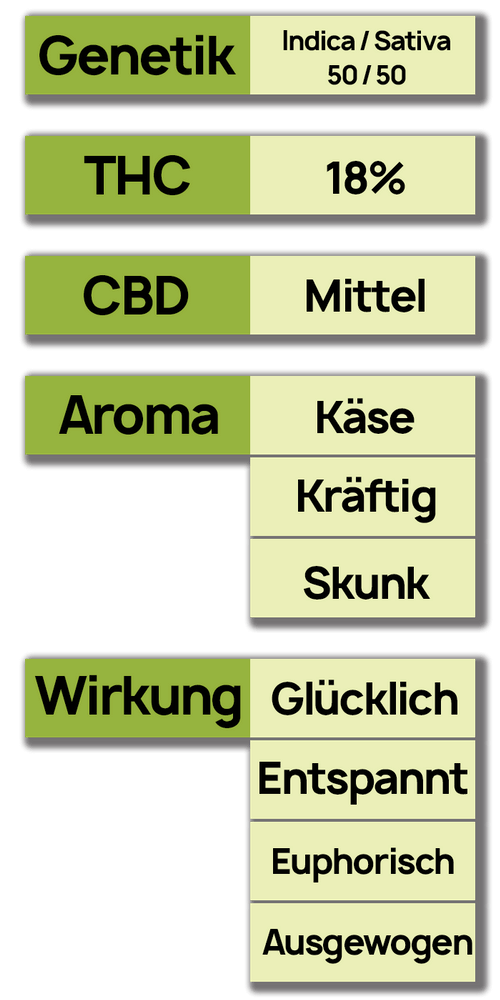 Genetik
Indica / Sativa
50 / 50
THC
18%
CBD
Mittel
Aroma
Käse
Kräftig
Skunk
Wirkung
Glücklich
Entspannt
Euphorisch
Ausgewogen